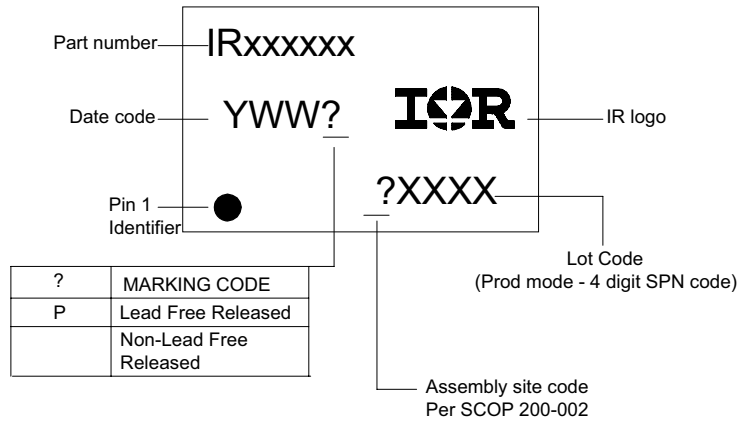 Part number
IRxxxxxx
Date code
YWW?
IOR
IR logo
Pin 1
Identifier
?XXXX
Lot Code
(Prod mode - 4 digit SPN code)
? MARKING CODE
P Lead Free Released
Non-Lead Free
Released
Assembly site code
Per SCOP 200-002